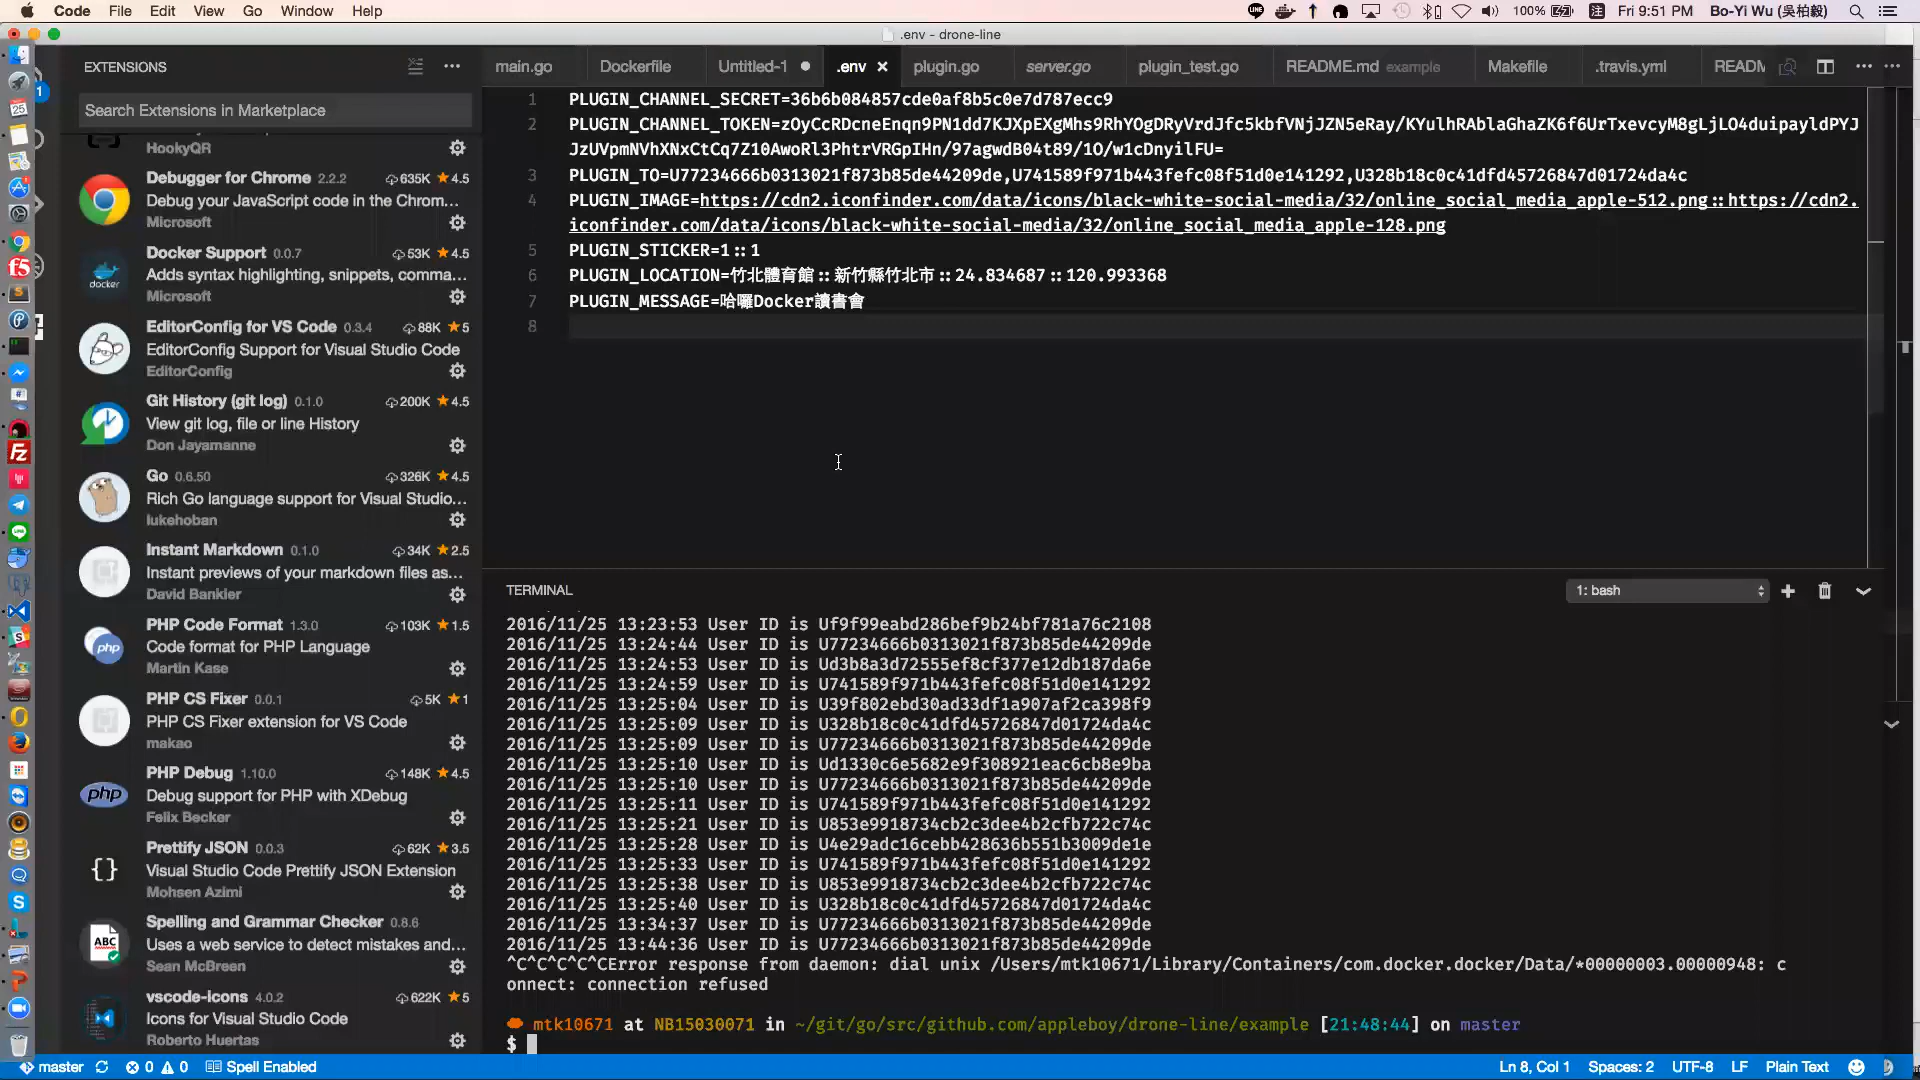 Code File Edit View Go Window Help 100% Fri 9:51 PM Bo-Yi Wu (吳柏毅)
.env - drone-line
EXTENSIONS
Search Extensions in Marketplace
HookyQR
Debugger for Chrome 2.2.2 635K 4.5
Debug your JavaScript code in the Chrom...
Microsoft
Docker Support 0.0.7 53K 4.5
Adds syntax highlighting, snippets, comma...
Microsoft
EditorConfig for VS Code 0.3.4 88K 5
EditorConfig Support for Visual Studio Code
EditorConfig
Git History (git log) 0.1.0 200K 4.5
View git log, file or line History
Don Jayamanne
Go 0.6.50 326K 4.5
Rich Go language support for Visual Studio...
lukehoban
Instant Markdown 0.1.0 34K 2.5
Instant previews of your markdown files as...
David Bankier
PHP Code Format 1.3.0 103K 1.5
Code format for PHP Language
Martin Kase
PHP CS Fixer 0.0.1 5K 1
PHP CS Fixer extension for VS Code
makao
PHP Debug 1.10.0 148K 4.5
Debug support for PHP with XDebug
Felix Becker
Prettify JSON 0.0.3 62K 3.5
Visual Studio Code Prettify JSON Extension
Mohsen Azimi
Spelling and Grammar Checker 0.8.6
Uses a web service to detect mistakes and...
Sean McBreen
vscode-icons 4.0.2 622K 5
Icons for Visual Studio Code
Roberto Huertas
main.go Dockerfile Untitled-1 .env plugin.go server.go plugin_test.go README.md example Makefile .travis.yml READM
1 PLUGIN_CHANNEL_SECRET=36b6b084857cde0af8b5c0e7d787ecc9
2 PLUGIN_CHANNEL_TOKEN=zOyCcRDcneEnqn9PN1dd7KJXpEXgMhs9RhYOgDRyVrdJfc5kbfVNjJZN5eRay/KYulhRAblaGhaZK6f6UrTxevcyM8gLjLO4duipayldPYJ
JzUVpmNVhXNxCtCq7Z10AwoRl3PhtrVRGpIHn/97agwdB04t89/1O/w1cDnyilFU=
3 PLUGIN_TO=U77234666b0313021f873b85de44209de,U741589f971b443fefc08f51d0e141292,U328b18c0c41dfd45726847d01724da4c
4 PLUGIN_IMAGE=https://cdn2.iconfinder.com/data/icons/black-white-social-media/32/online_social_media_apple-512.png::https://cdn2.
iconfinder.com/data/icons/black-white-social-media/32/online_social_media_apple-128.png
5 PLUGIN_STICKER=1::1
6 PLUGIN_LOCATION=竹北體育館::新竹縣竹北市::24.834687::120.993368
7 PLUGIN_MESSAGE=哈囉Docker讀書會
8
TERMINAL
1: bash
2016/11/25 13:23:53 User ID is Uf9f99eabd286bef9b24bf781a76c2108
2016/11/25 13:24:44 User ID is U77234666b0313021f873b85de44209de
2016/11/25 13:24:53 User ID is Ud3b8a3d72555ef8cf377e12db187da6e
2016/11/25 13:24:59 User ID is U741589f971b443fefc08f51d0e141292
2016/11/25 13:25:04 User ID is U39f802ebd30ad33df1a907af2ca398f9
2016/11/25 13:25:09 User ID is U328b18c0c41dfd45726847d01724da4c
2016/11/25 13:25:09 User ID is U77234666b0313021f873b85de44209de
2016/11/25 13:25:10 User ID is Ud1330c6e5682e9f308921eac6cb8e9ba
2016/11/25 13:25:10 User ID is U77234666b0313021f873b85de44209de
2016/11/25 13:25:11 User ID is U741589f971b443fefc08f51d0e141292
2016/11/25 13:25:21 User ID is U853e9918734cb2c3dee4b2cfb722c74c
2016/11/25 13:25:28 User ID is U4e29adc16cebb428636b551b3009de1e
2016/11/25 13:25:33 User ID is U741589f971b443fefc08f51d0e141292
2016/11/25 13:25:38 User ID is U853e9918734cb2c3dee4b2cfb722c74c
2016/11/25 13:25:40 User ID is U328b18c0c41dfd45726847d01724da4c
2016/11/25 13:34:37 User ID is U77234666b0313021f873b85de44209de
2016/11/25 13:44:36 User ID is U77234666b0313021f873b85de44209de
^C^C^C^C^CError response from daemon: dial unix /Users/mtk10671/Library/Containers/com.docker.docker/Data/*00000003.00000948: c
onnect: connection refused
mtk10671 at NB15030071 in ~/git/go/src/github.com/appleboy/drone-line/example [21:48:44] on master
$
master 0 0 Spell Enabled Ln 8, Col 1 Spaces: 2 UTF-8 LF Plain Text